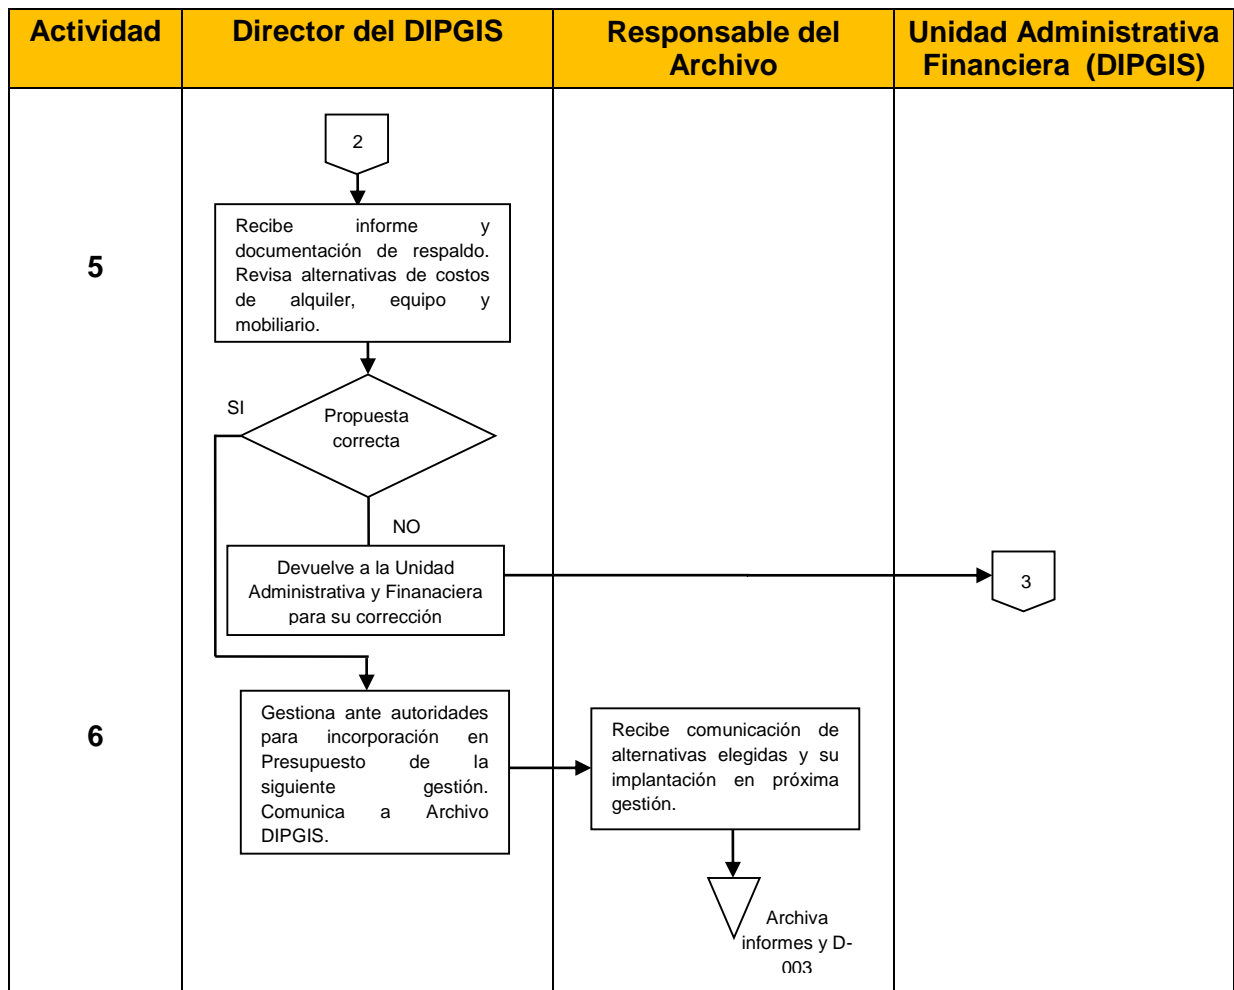 Actividad
Director del DIPGIS
Responsable del
Archivo
Unidad Administrativa
Financiera (DIPGIS)
2
5
Recibe informe y
documentación de respaldo.
Revisa alternativas de costos
de alquiler, equipo y
mobiliario.
SI
Propuesta
correcta
NO
Devuelve a la Unidad
Administrativa y Finanaciera
para su corrección
3
6
Gestiona ante autoridades
para incorporación en
Presupuesto de la
siguiente gestión.
Comunica a Archivo
DIPGIS.
Recibe comunicación de
alternativas elegidas y su
implantación en próxima
gestión.
Archiva
informes y D-
003